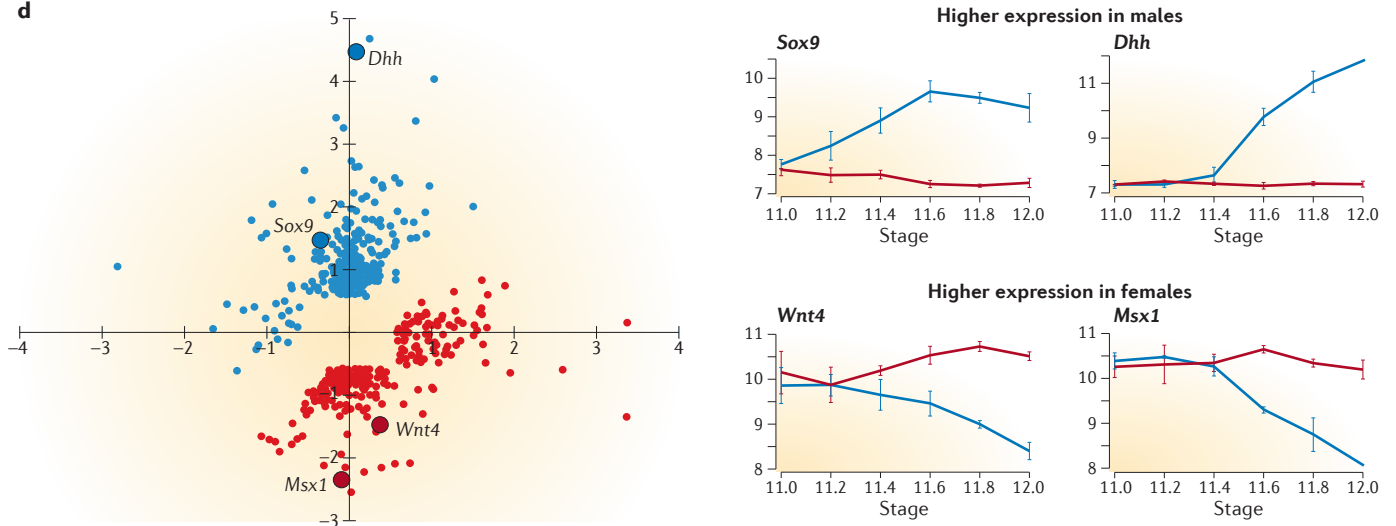 d
5
4
3
2
1
−1
−2
−3
−4 −3 −2 −1 1 2 3 4
Dhh
Sox9
Wnt4
Msx1
Higher expression in males
Sox9
10
9
8
7
11.0 11.2 11.4 11.6 11.8 12.0
Stage
Dhh
11
9
7
11.0 11.2 11.4 11.6 11.8 12.0
Stage
Higher expression in females
Wnt4
11
10
9
8
11.0 11.2 11.4 11.6 11.8 12.0
Stage
Msx1
11
10
9
8
11.0 11.2 11.4 11.6 11.8 12.0
Stage